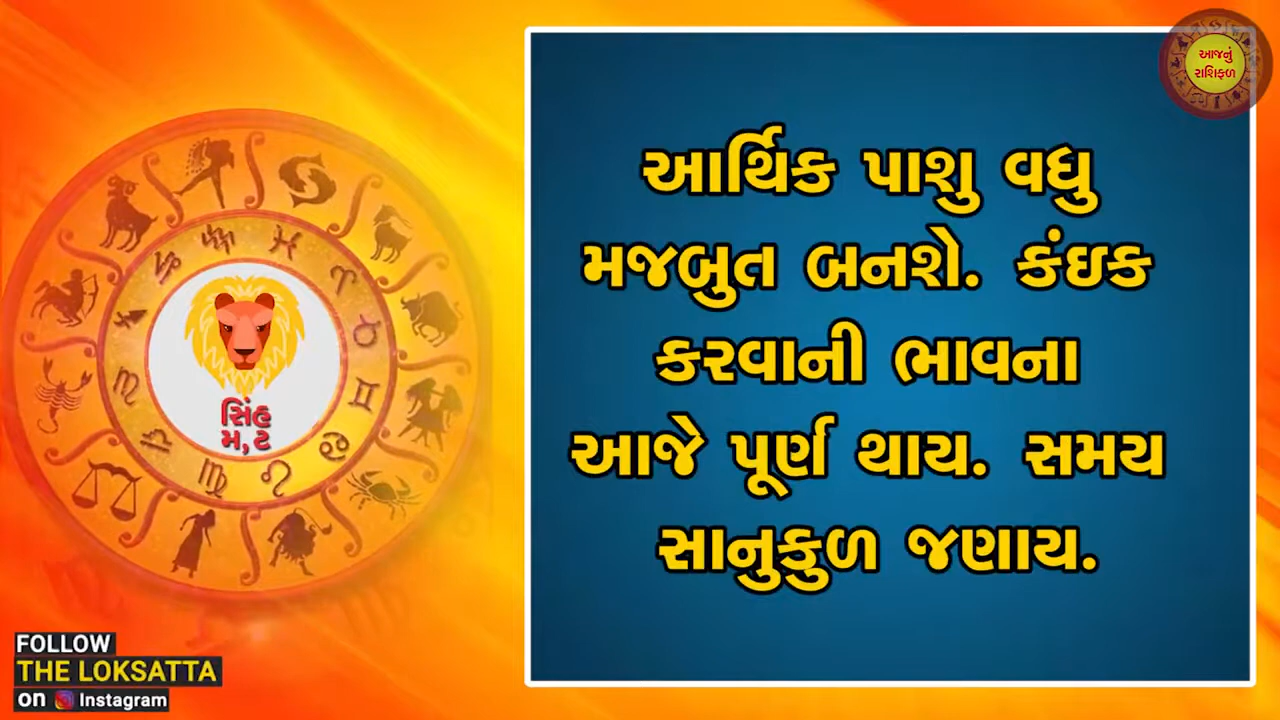 આજનું
રાશિફળ
આર્થિક પાશુ વધુ
મજબુત બનશે. કંઇક
કરવાની ભાવના
આજે પૂર્ણ થાય. સમય
સાનુકુળ જણાય.
સિંહ
મ, ટ
FOLLOW
THE LOKSATTA
on Instagram